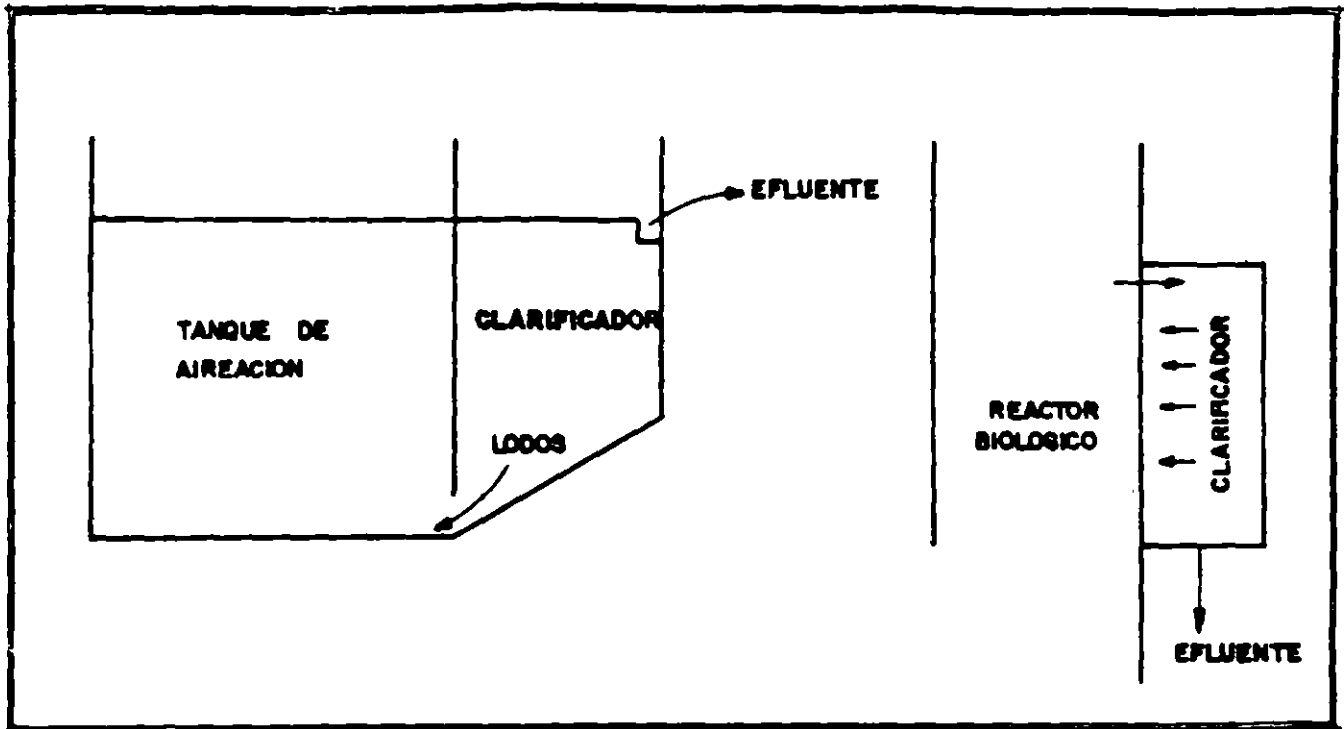 EFLUENTE
TANQUE DE
AIREACION
CLARIFICADOR
LODOS
REACTOR
BIOLOGICO
CLARIFICADOR
EFLUENTE